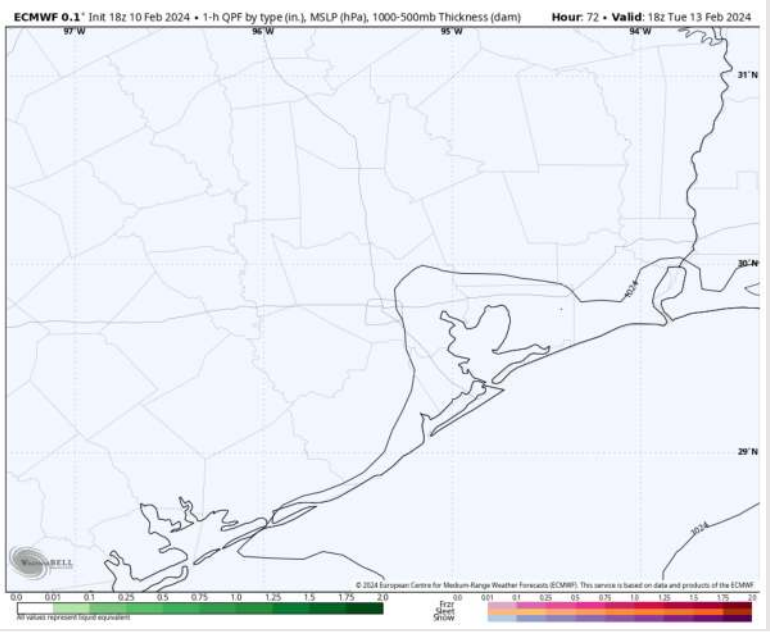 ECMWF 0.1° Init 18z 10 Feb 2024 • 1-h QPF by type (in.), MSLP (hPa), 1000-500mb Thickness (dam) Hour: 72 • Valid: 18z Tue 13 Feb 2024
97°W 96°W 95°W 94°W
31°N
30°N
1024
29°N
1024
WeatherBELL
© 2024 European Centre for Medium-Range Weather Forecasts (ECMWF). This service is based on data and products of the ECMWF
0.0 0.01 0.1 0.25 0.5 0.75 1.0 1.25 1.5 1.75 2.0 0.0 0.01 0.1 0.25 0.5 0.75 1.0 1.25 1.5 1.75 2.0
Frzr
Sleet
Snow
All values represent liquid equivalent